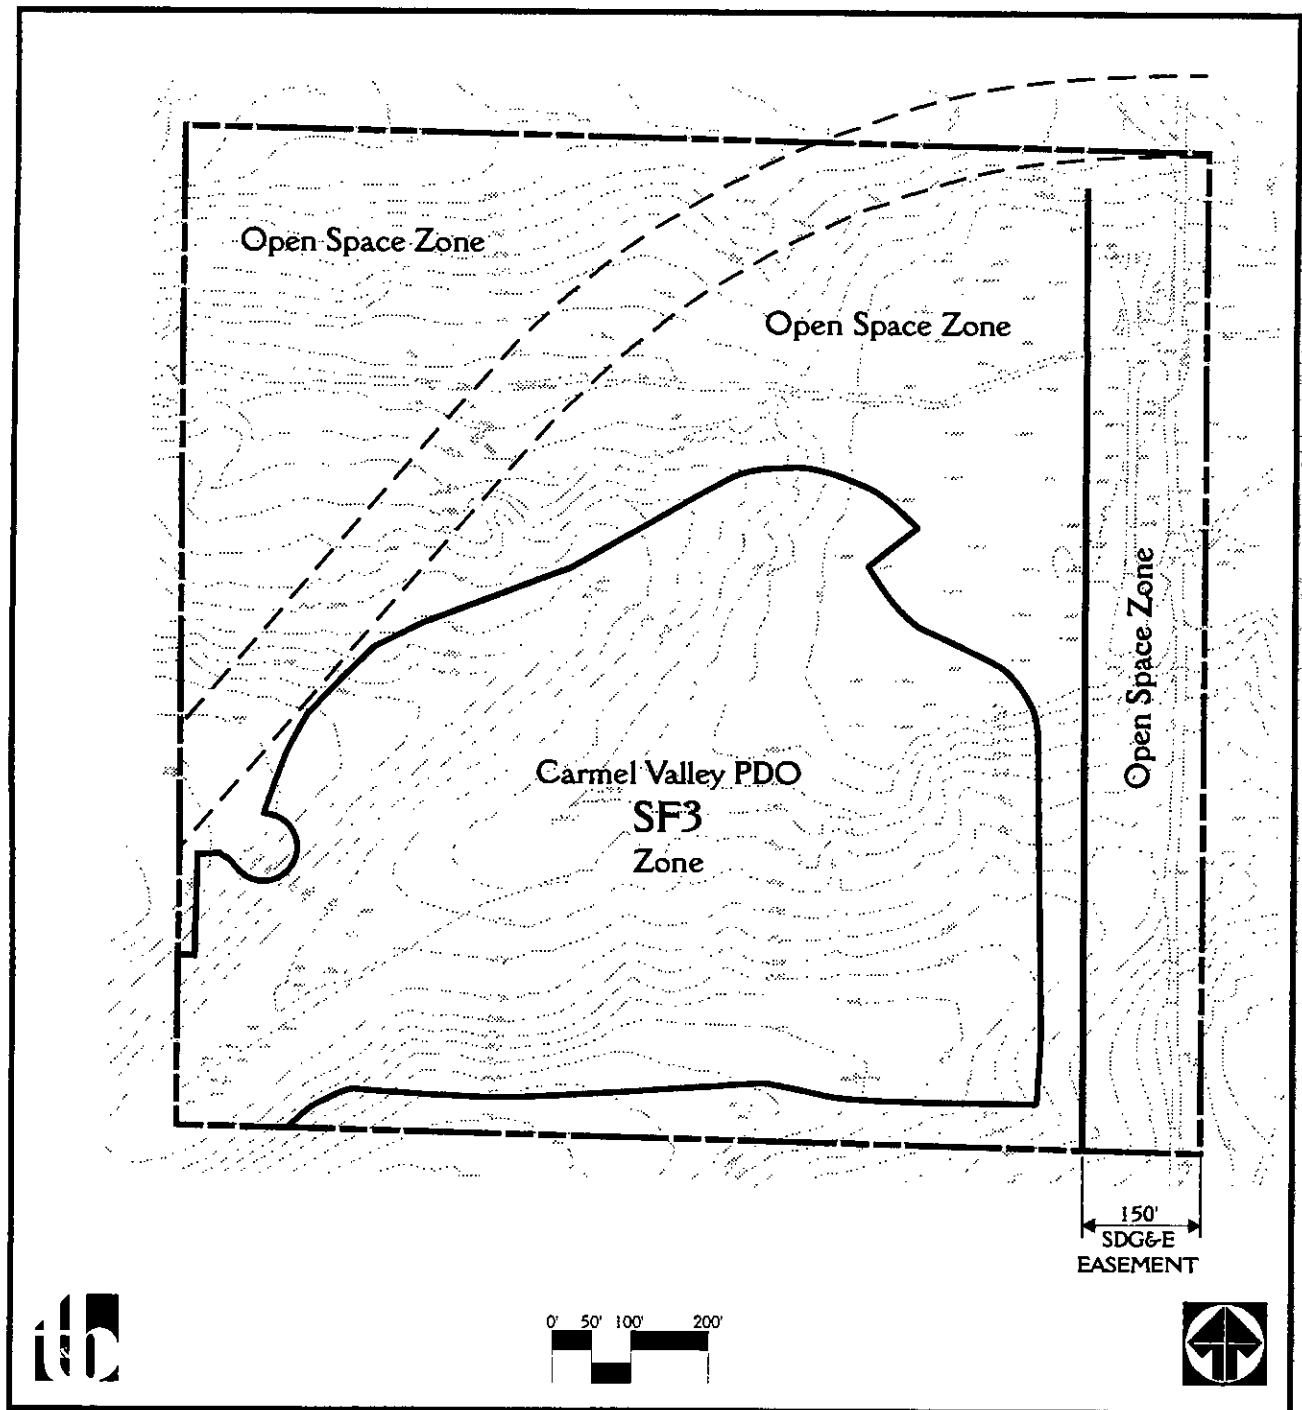 Open Space Zone
Open Space Zone
Open Space Zone
Carmel Valley PDO
SF3
Zone
150'
SDG&E
EASEMENT
0' 50' 100' 200'
tb